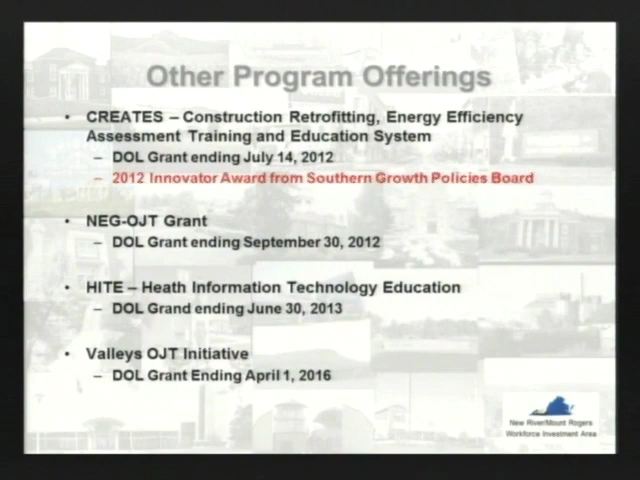 Other Program Offerings
• CREATES – Construction Retrofitting, Energy Efficiency
Assessment Training and Education System
– DOL Grant ending July 14, 2012
– 2012 Innovator Award from Southern Growth Policies Board
• NEG-OJT Grant
– DOL Grant ending September 30, 2012
• HITE – Heath Information Technology Education
– DOL Grand ending June 30, 2013
• Valleys OJT Initiative
– DOL Grant Ending April 1, 2016
New River/Mount Rogers
Workforce Investment Area